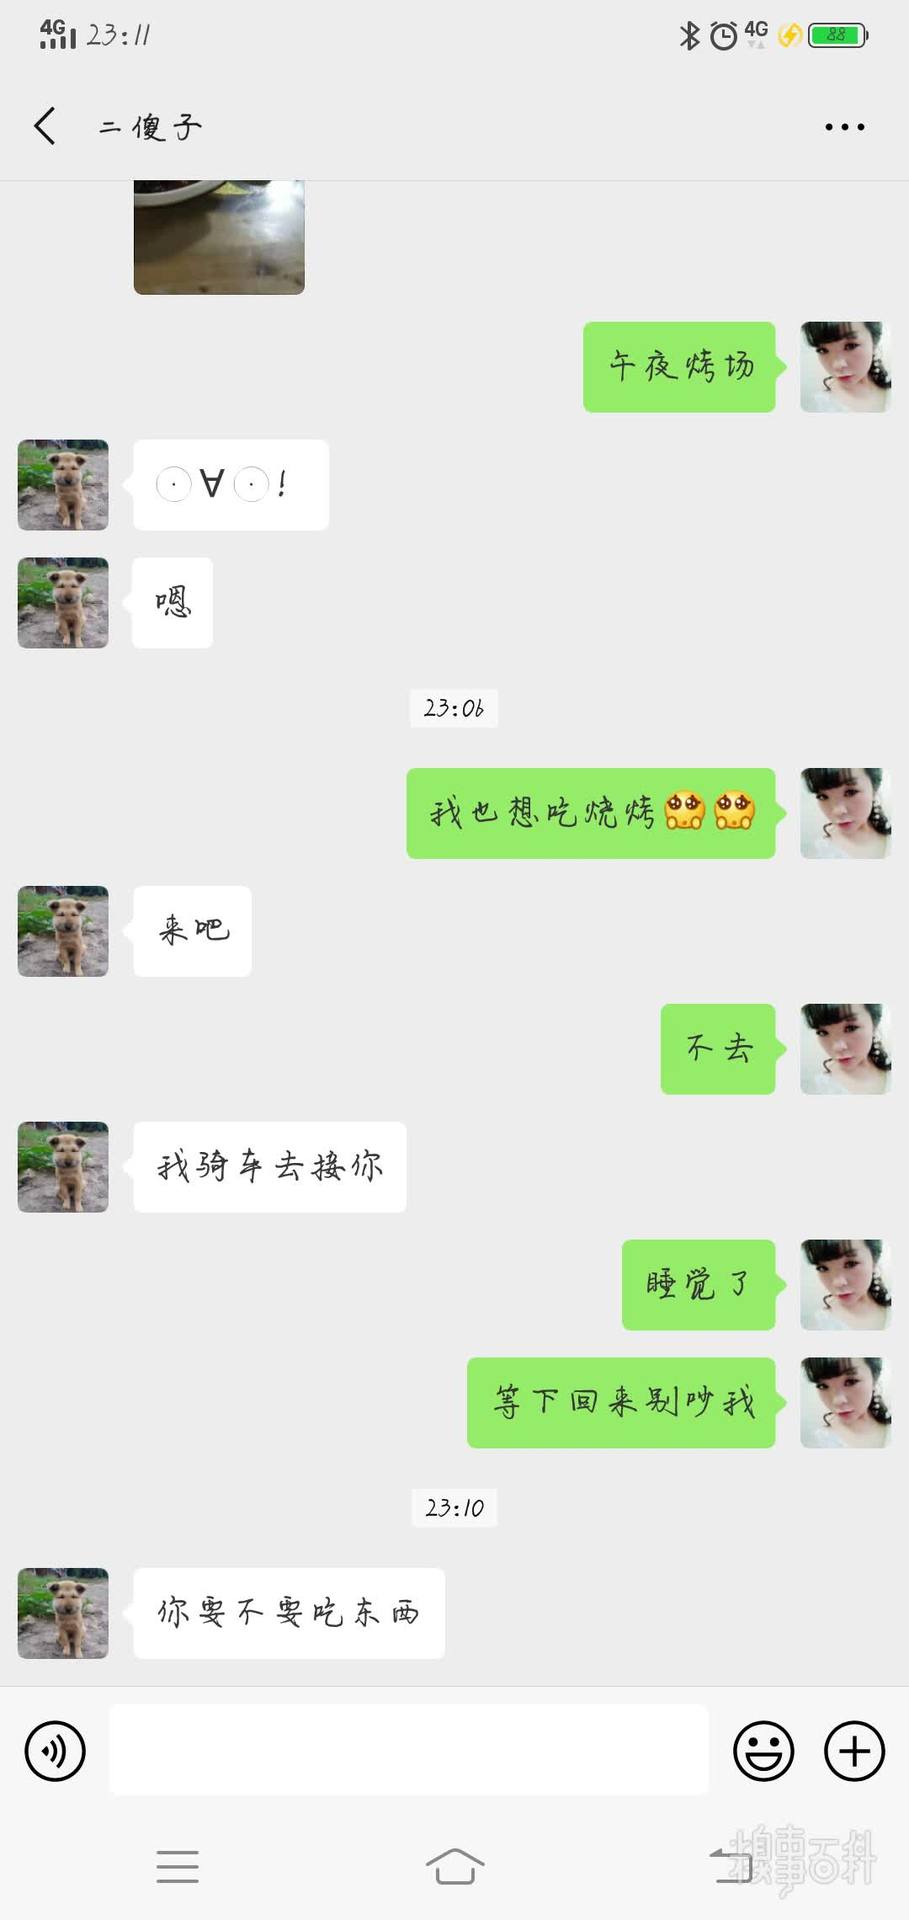 4G 23:11 4G 88
二傻子
午夜烤场
⊙∀⊙!
嗯
23:06
我也想吃烧烤🥺🥺
来吧
不去
我骑车去接你
睡觉了
等下回来别吵我
23:10
你要不要吃东西
糗事百科